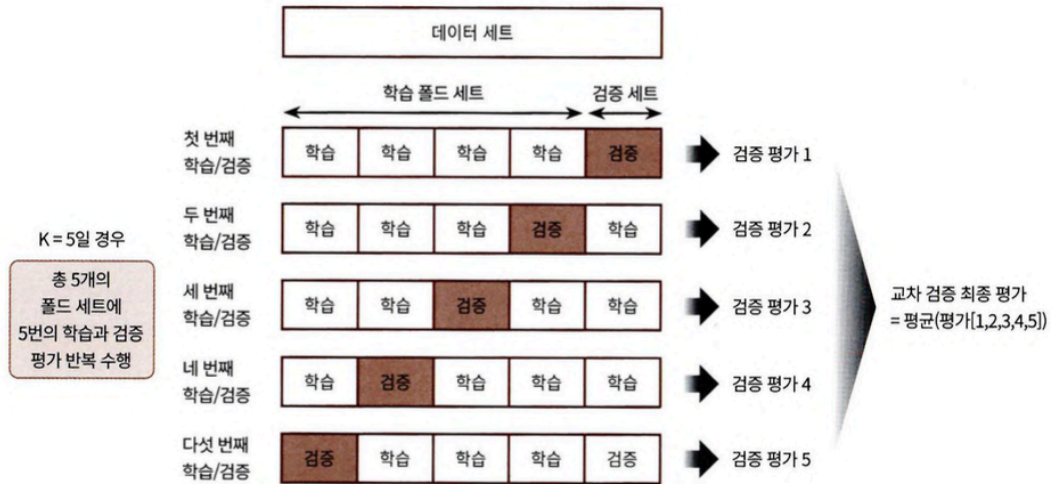 데이터 세트
학습 폴드 세트 검증 세트
첫 번째
학습/검증
학습 학습 학습 학습 검증
검증 평가 1
두 번째
학습/검증
학습 학습 학습 검증 학습
검증 평가 2
K = 5일 경우
총 5개의
폴드 세트에
5번의 학습과 검증
평가 반복 수행
세 번째
학습/검증
학습 학습 검증 학습 학습
검증 평가 3
교차 검증 최종 평가
= 평균(평가[1,2,3,4,5])
네 번째
학습/검증
학습 검증 학습 학습 학습
검증 평가 4
다섯 번째
학습/검증
검증 학습 학습 학습 검증
검증 평가 5